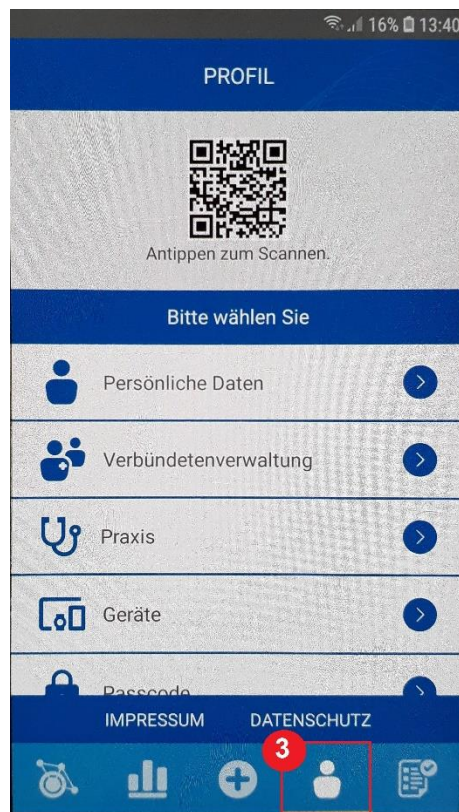 16% 13:40
PROFIL
Antippen zum Scannen.
Bitte wählen Sie
Persönliche Daten
Verbündetenverwaltung
Praxis
Geräte
Passcode
IMPRESSUM DATENSCHUTZ
3